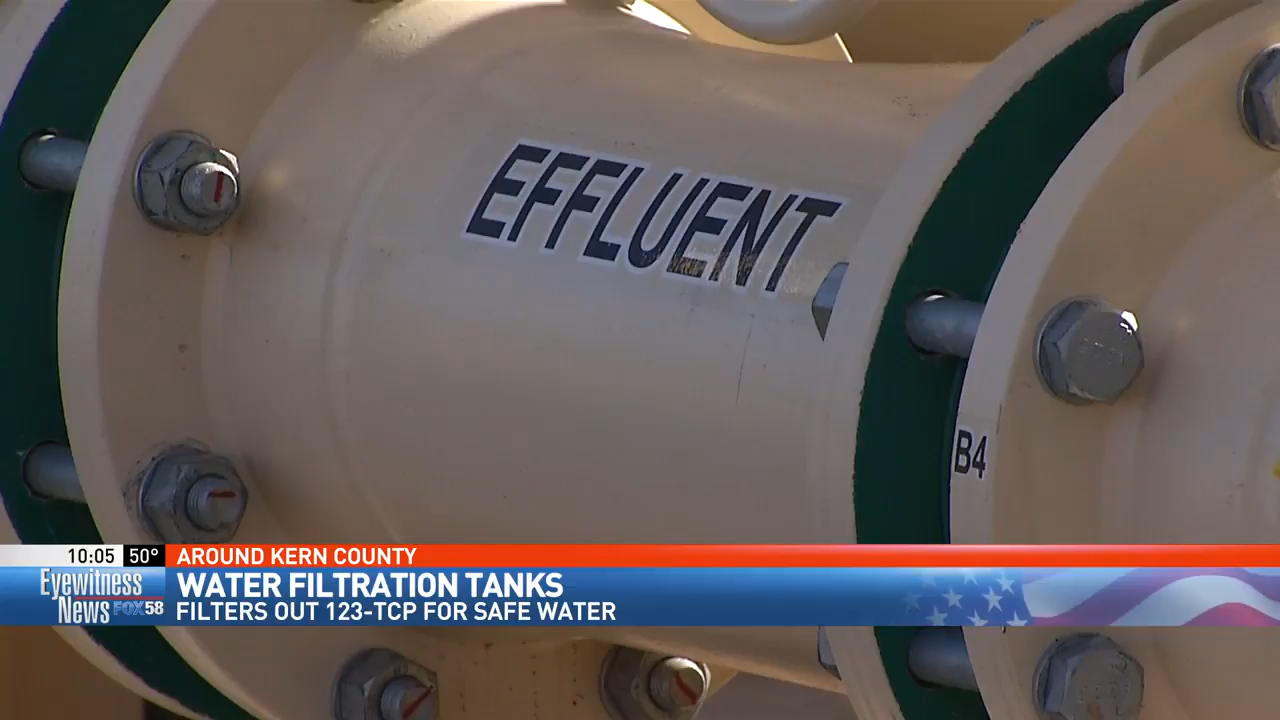 EFFLUENT
B4
10:05 50°
AROUND KERN COUNTY
Eyewitness
News FOX58
WATER FILTRATION TANKS
FILTERS OUT 123-TCP FOR SAFE WATER